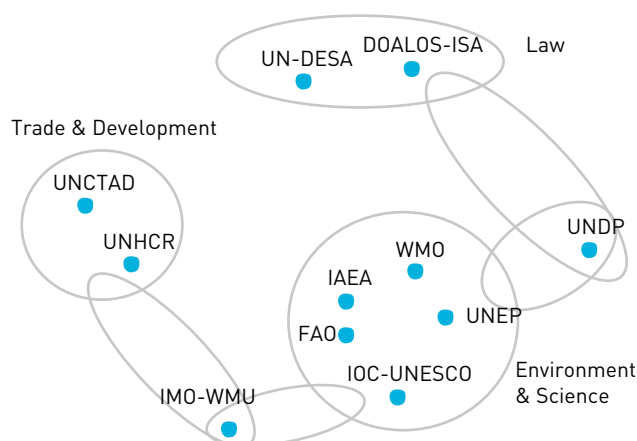 DOALOS-ISA
Law
UN-DESA
Trade & Development
UNCTAD
UNHCR
UNDP
WMO
IAEA
UNEP
FAO
IOC-UNESCO
Environment
& Science
IMO-WMU